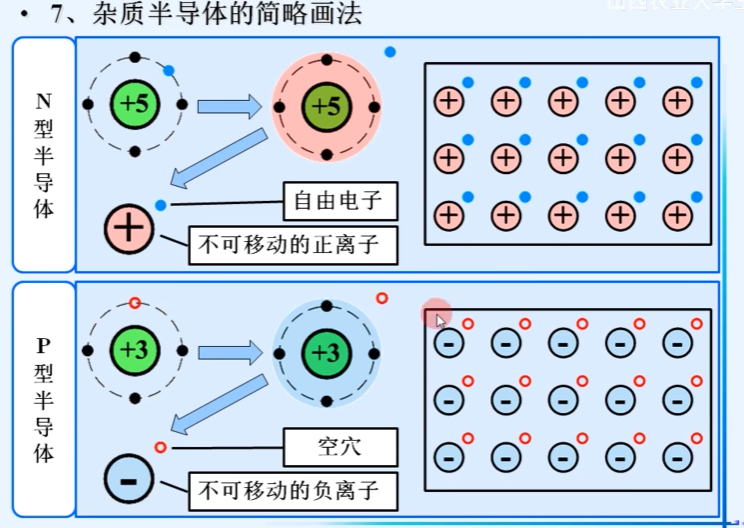 • 7、杂质半导体的简略画法
N型半导体
+5
+5
自由电子
不可移动的正离子
+
+ + + + +
+ + + + +
+ + + + +
P型半导体
+3
+3
空穴
不可移动的负离子
-
- - - - -
- - - - -
- - - - -